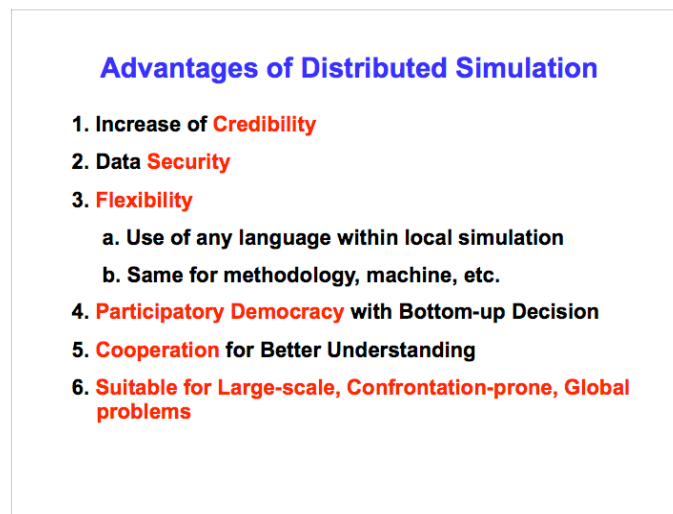 Advantages of Distributed Simulation
1. Increase of Credibility
2. Data Security
3. Flexibility
a. Use of any language within local simulation
b. Same for methodology, machine, etc.
4. Participatory Democracy with Bottom-up Decision
5. Cooperation for Better Understanding
6. Suitable for Large-scale, Confrontation-prone, Global
problems